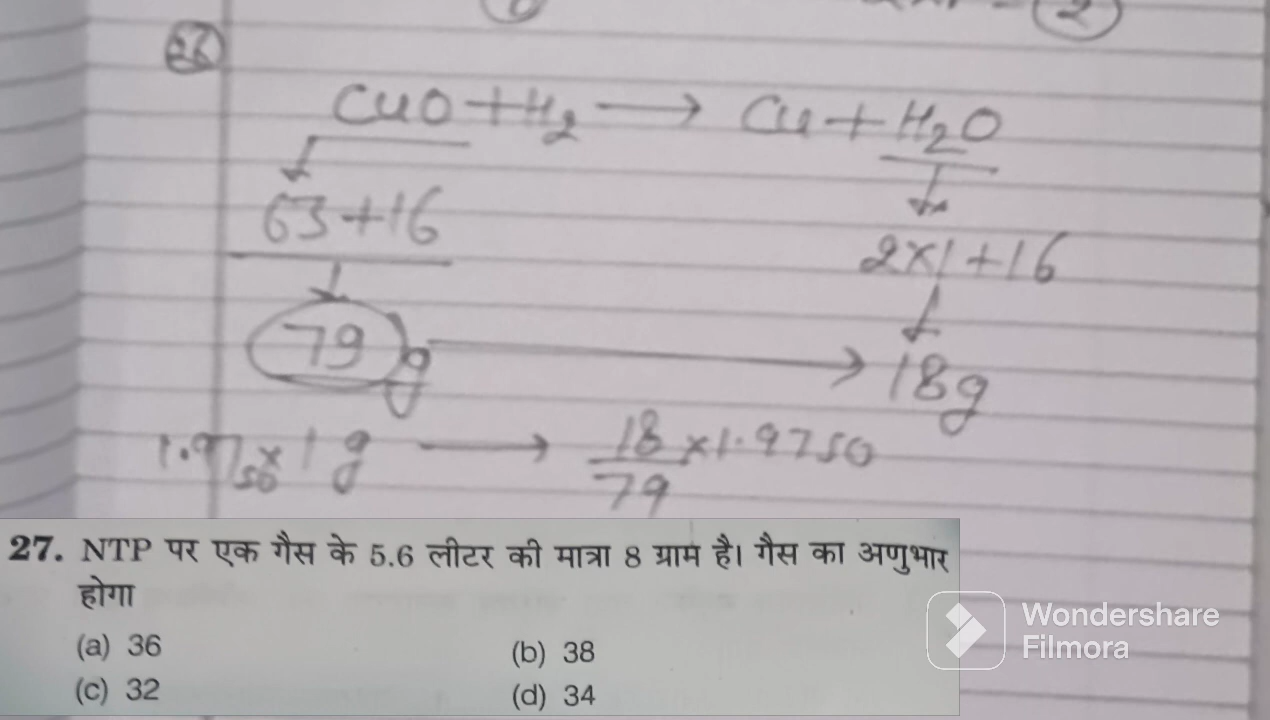 26
CuO + H₂ → Cu + H₂O
63+16 2×1+16
79 g → 18g
1.9750 × 1 g → 18/79 × 1.9750
27. NTP पर एक गैस के 5.6 लीटर की मात्रा 8 ग्राम है। गैस का अणुभार
होगा
(a) 36 (b) 38
(c) 32 (d) 34
Wondershare
Filmora